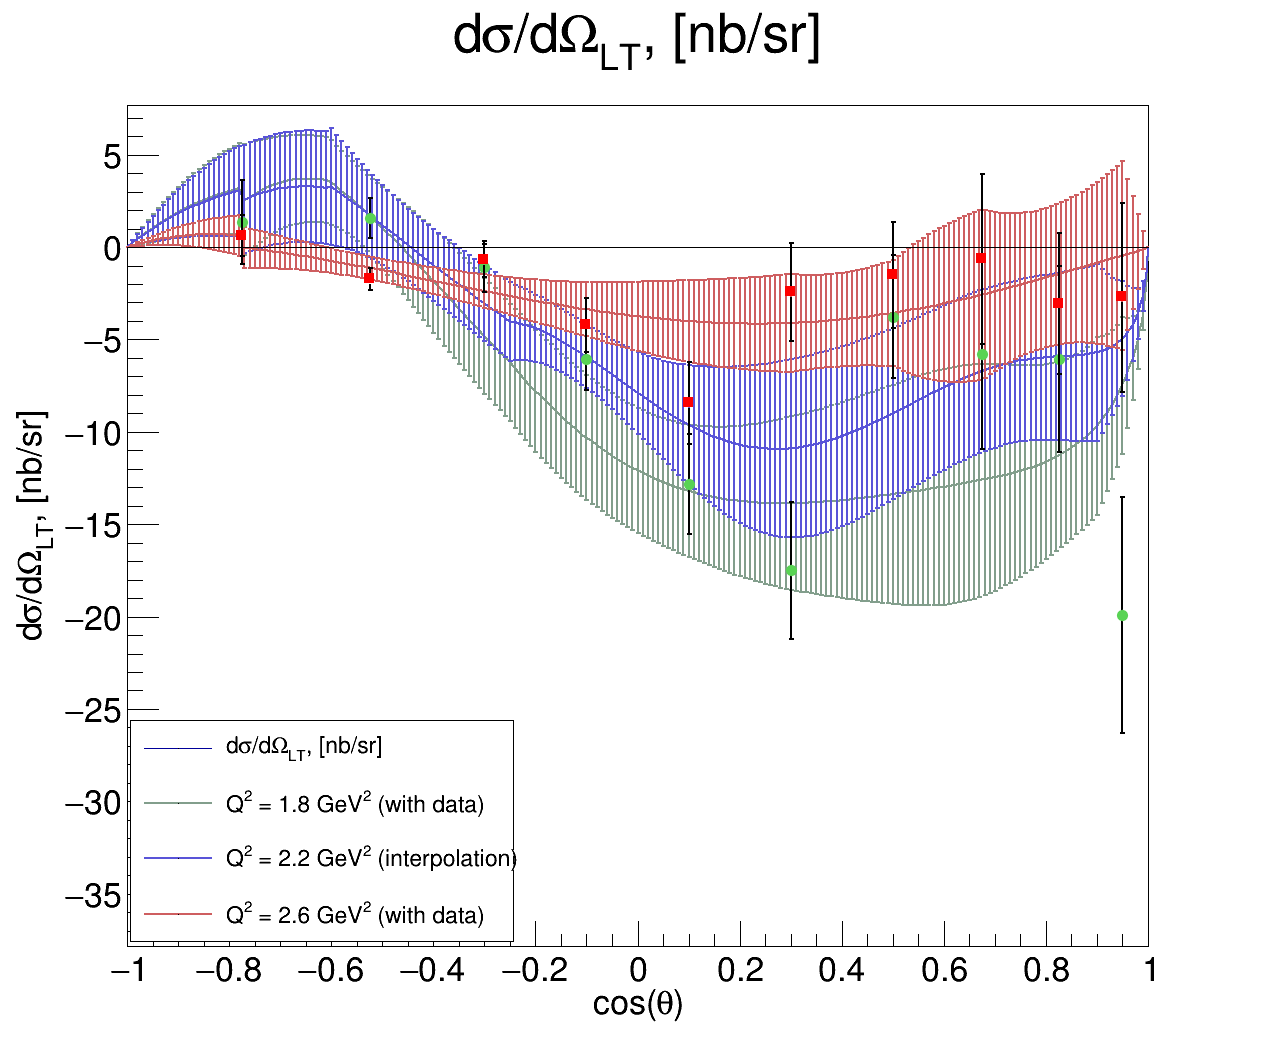 dσ/dΩ_LT, [nb/sr]
5
0
−5
−10
−15
−20
−25
−30
−35
dσ/dΩ_LT, [nb/sr]
dσ/dΩ_LT, [nb/sr]
Q² = 1.8 GeV² (with data)
Q² = 2.2 GeV² (interpolation)
Q² = 2.6 GeV² (with data)
−1 −0.8 −0.6 −0.4 −0.2 0 0.2 0.4 0.6 0.8 1
cos(θ)